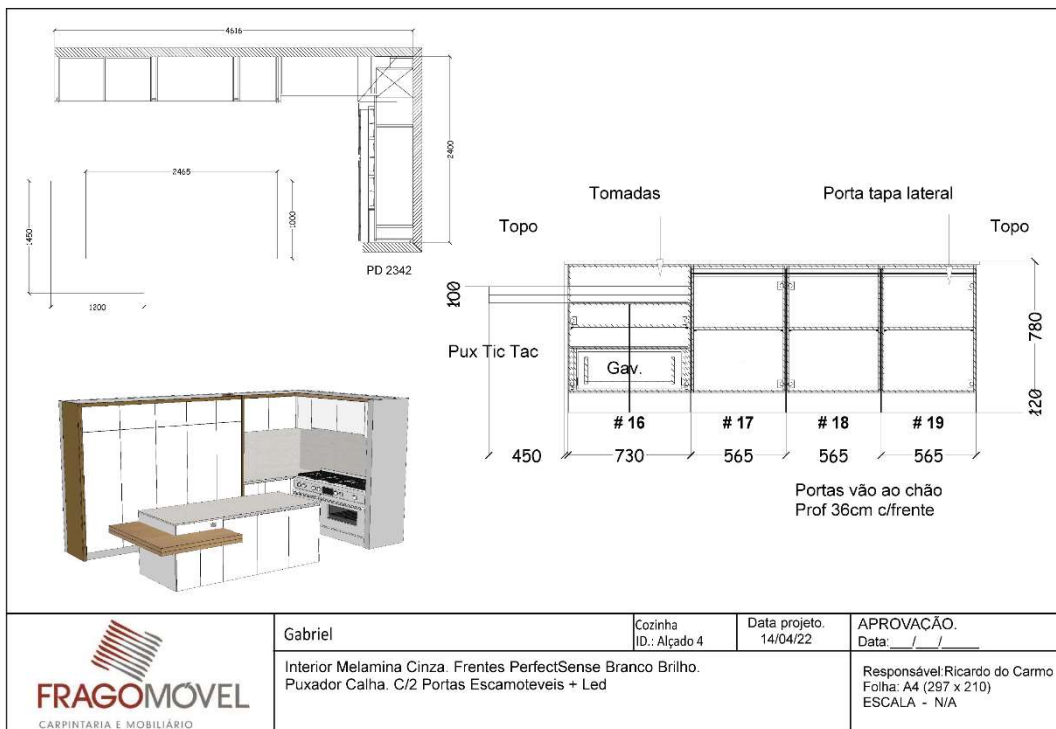 4616
2400
2465
1000
1450
1200
PD 2342
Tomadas
Porta tapa lateral
Topo
Topo
100
780
120
Pux Tic Tac
Gav.
# 16
# 17
# 18
# 19
450
730
565
565
565
Portas vão ao chão
Prof 36cm c/frente
FRAGOMÓVEL
CARPINTARIA E MOBILIÁRIO
Gabriel
Cozinha
ID.: Alçado 4
Data projeto.
14/04/22
APROVAÇÃO.
Data:___/___/_____
Interior Melamina Cinza. Frentes PerfectSense Branco Brilho.
Puxador Calha. C/2 Portas Escamoteveis + Led
Responsável:Ricardo do Carmo
Folha: A4 (297 x 210)
ESCALA - N/A